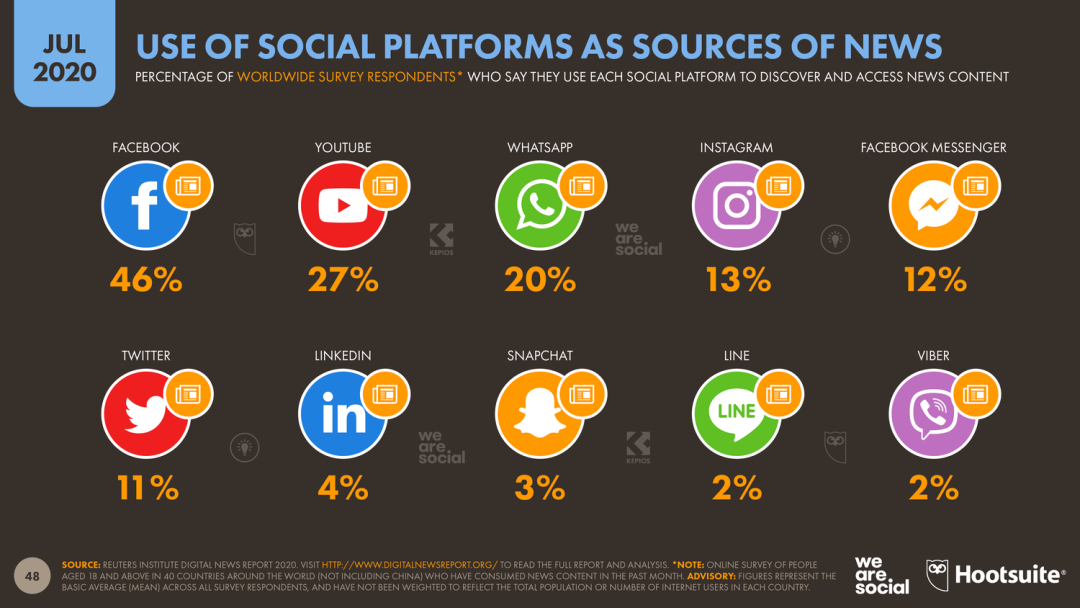 JUL
2020
USE OF SOCIAL PLATFORMS AS SOURCES OF NEWS
PERCENTAGE OF WORLDWIDE SURVEY RESPONDENTS* WHO SAY THEY USE EACH SOCIAL PLATFORM TO DISCOVER AND ACCESS NEWS CONTENT
FACEBOOK
YOUTUBE
WHATSAPP
INSTAGRAM
FACEBOOK MESSENGER
f
KEPIOS
we
are
social
46%
27%
20%
13%
12%
TWITTER
LINKEDIN
SNAPCHAT
LINE
VIBER
in
LINE
we
are
social
KEPIOS
11%
4%
3%
2%
2%
48
SOURCE: REUTERS INSTITUTE DIGITAL NEWS REPORT 2020. VISIT HTTP://WWW.DIGITALNEWSREPORT.ORG/ TO READ THE FULL REPORT AND ANALYSIS. *NOTE: ONLINE SURVEY OF PEOPLE
AGED 18 AND ABOVE IN 40 COUNTRIES AROUND THE WORLD (NOT INCLUDING CHINA) WHO HAVE CONSUMED NEWS CONTENT IN THE PAST MONTH. ADVISORY: FIGURES REPRESENT THE
BASIC AVERAGE (MEAN) ACROSS ALL SURVEY RESPONDENTS, AND HAVE NOT BEEN WEIGHTED TO REFLECT THE TOTAL POPULATION OR NUMBER OF INTERNET USERS IN EACH COUNTRY.
we
are
social
Hootsuite®